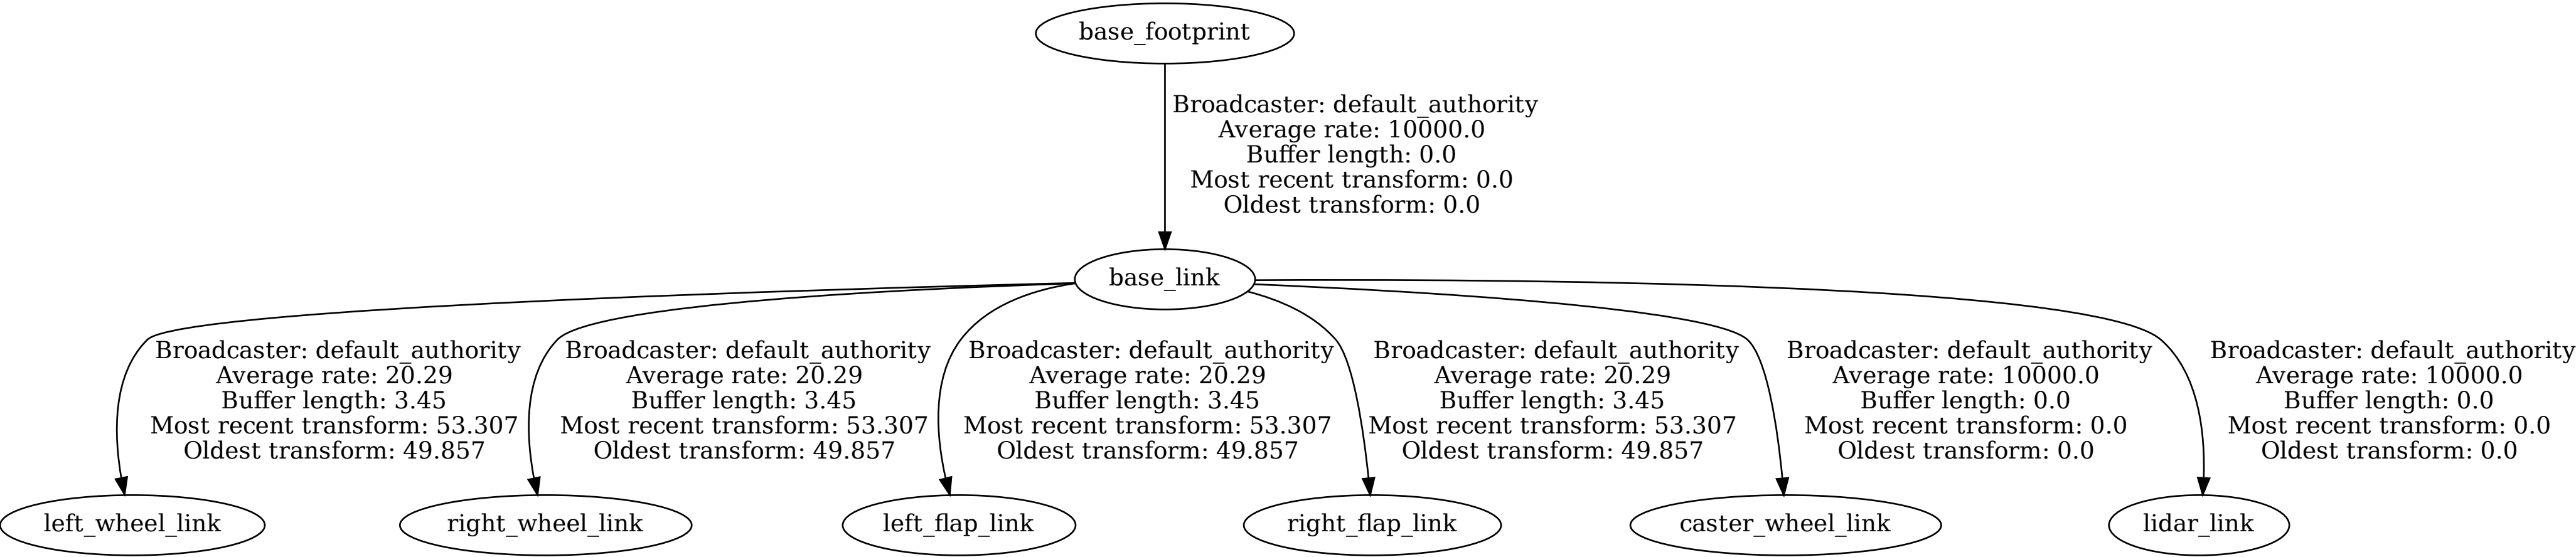 base_footprint
Broadcaster: default_authority
Average rate: 10000.0
Buffer length: 0.0
Most recent transform: 0.0
Oldest transform: 0.0
base_link
Broadcaster: default_authority
Average rate: 20.29
Buffer length: 3.45
Most recent transform: 53.307
Oldest transform: 49.857
Broadcaster: default_authority
Average rate: 20.29
Buffer length: 3.45
Most recent transform: 53.307
Oldest transform: 49.857
Broadcaster: default_authority
Average rate: 20.29
Buffer length: 3.45
Most recent transform: 53.307
Oldest transform: 49.857
Broadcaster: default_authority
Average rate: 20.29
Buffer length: 3.45
Most recent transform: 53.307
Oldest transform: 49.857
Broadcaster: default_authority
Average rate: 10000.0
Buffer length: 0.0
Most recent transform: 0.0
Oldest transform: 0.0
Broadcaster: default_authority
Average rate: 10000.0
Buffer length: 0.0
Most recent transform: 0.0
Oldest transform: 0.0
left_wheel_link
right_wheel_link
left_flap_link
right_flap_link
caster_wheel_link
lidar_link